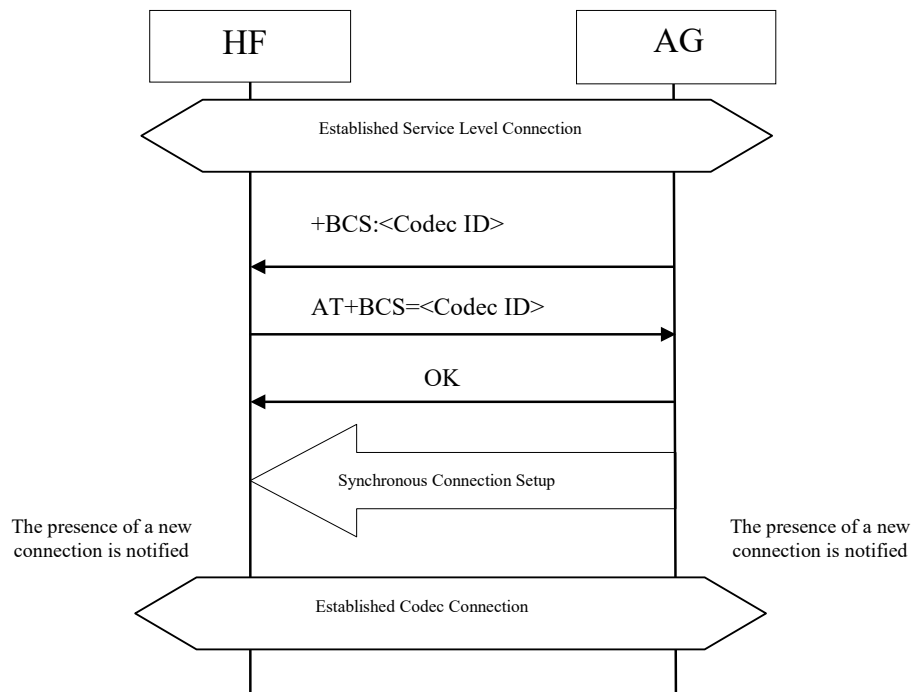 HF
AG
Established Service Level Connection
+BCS:<Codec ID>
AT+BCS=<Codec ID>
OK
Synchronous Connection Setup
The presence of a new
connection is notified
The presence of a new
connection is notified
Established Codec Connection